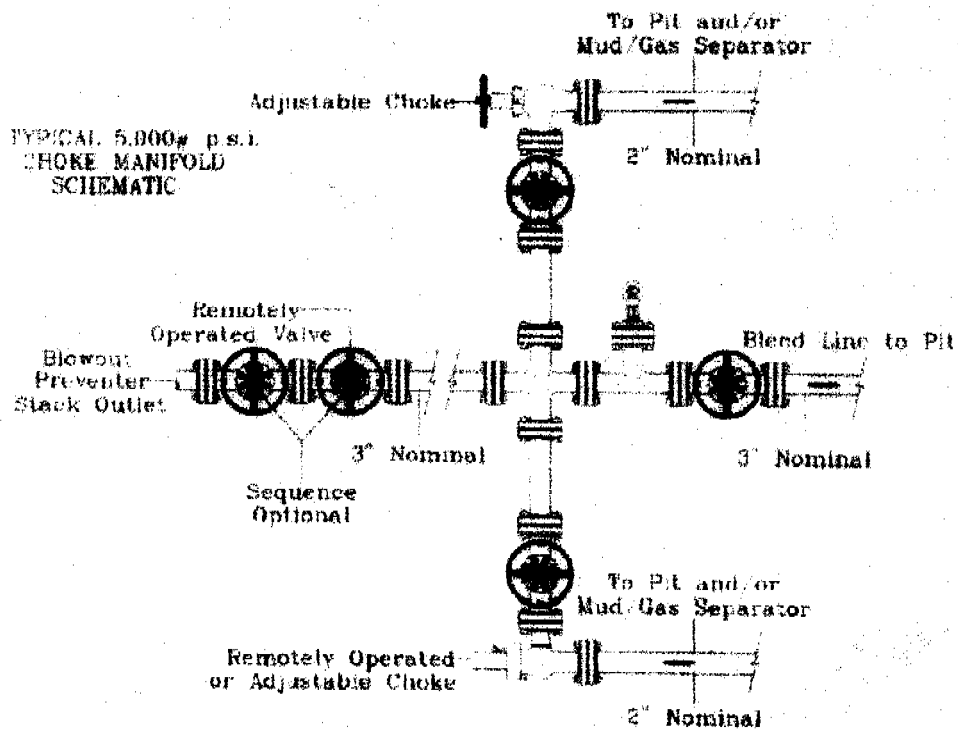 To Pit and/or
Mud/Gas Separator
Adjustable Choke
TYPICAL 5,000# p.s.i.
CHOKE MANIFOLD
SCHEMATIC
2" Nominal
Remotely
Operated Valve
Blowout
Preventer
Stack Outlet
Bleed Line to Pit
3" Nominal
3" Nominal
Sequence
Optional
To Pit and/or
Mud/Gas Separator
Remotely Operated
or Adjustable Choke
2" Nominal